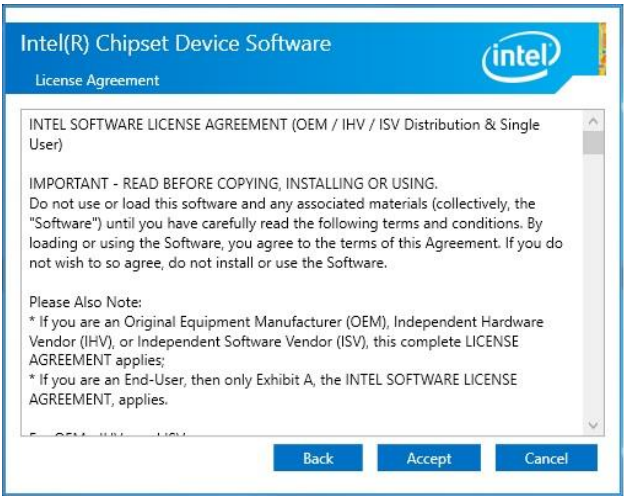 Intel(R) Chipset Device Software
intel
License Agreement
INTEL SOFTWARE LICENSE AGREEMENT (OEM / IHV / ISV Distribution & Single
User)
IMPORTANT - READ BEFORE COPYING, INSTALLING OR USING.
Do not use or load this software and any associated materials (collectively, the
"Software") until you have carefully read the following terms and conditions. By
loading or using the Software, you agree to the terms of this Agreement. If you do
not wish to so agree, do not install or use the Software.
Please Also Note:
* If you are an Original Equipment Manufacturer (OEM), Independent Hardware
Vendor (IHV), or Independent Software Vendor (ISV), this complete LICENSE
AGREEMENT applies;
* If you are an End-User, then only Exhibit A, the INTEL SOFTWARE LICENSE
AGREEMENT, applies.
Back Accept Cancel